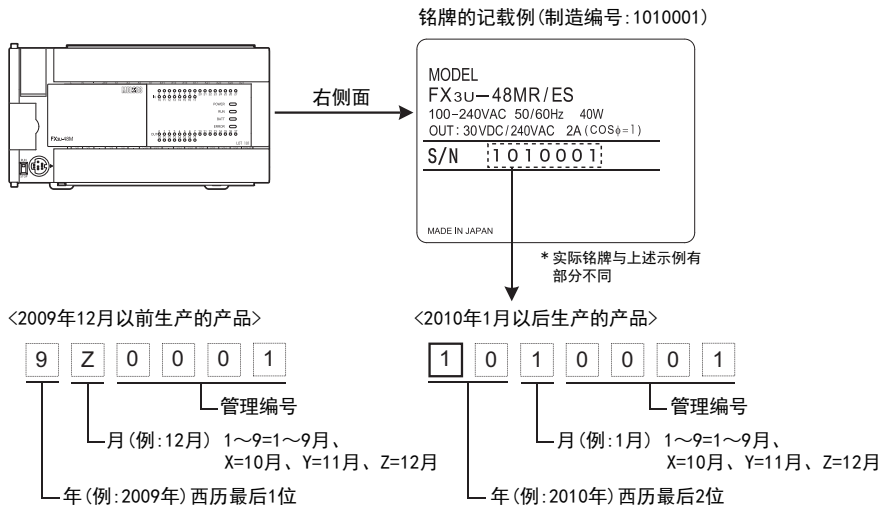 铭牌的记载例(制造编号:1010001)
右侧面
MODEL
FX3U-48MR/ES
100-240VAC 50/60Hz 40W
OUT: 30VDC/240VAC 2A(COSφ=1)
S/N 1010001
MADE IN JAPAN
POWER
RUN
BATT
ERROR
FX3U-48M
*实际铭牌与上述示例有
部分不同
<2009年12月以前生产的产品>
9 Z 0 0 0 1
管理编号
月(例:12月) 1～9=1～9月、
X=10月、Y=11月、Z=12月
年(例:2009年)西历最后1位
<2010年1月以后生产的产品>
1 0 1 0 0 0 1
管理编号
月(例:1月) 1～9=1～9月、
X=10月、Y=11月、Z=12月
年(例:2010年)西历最后2位